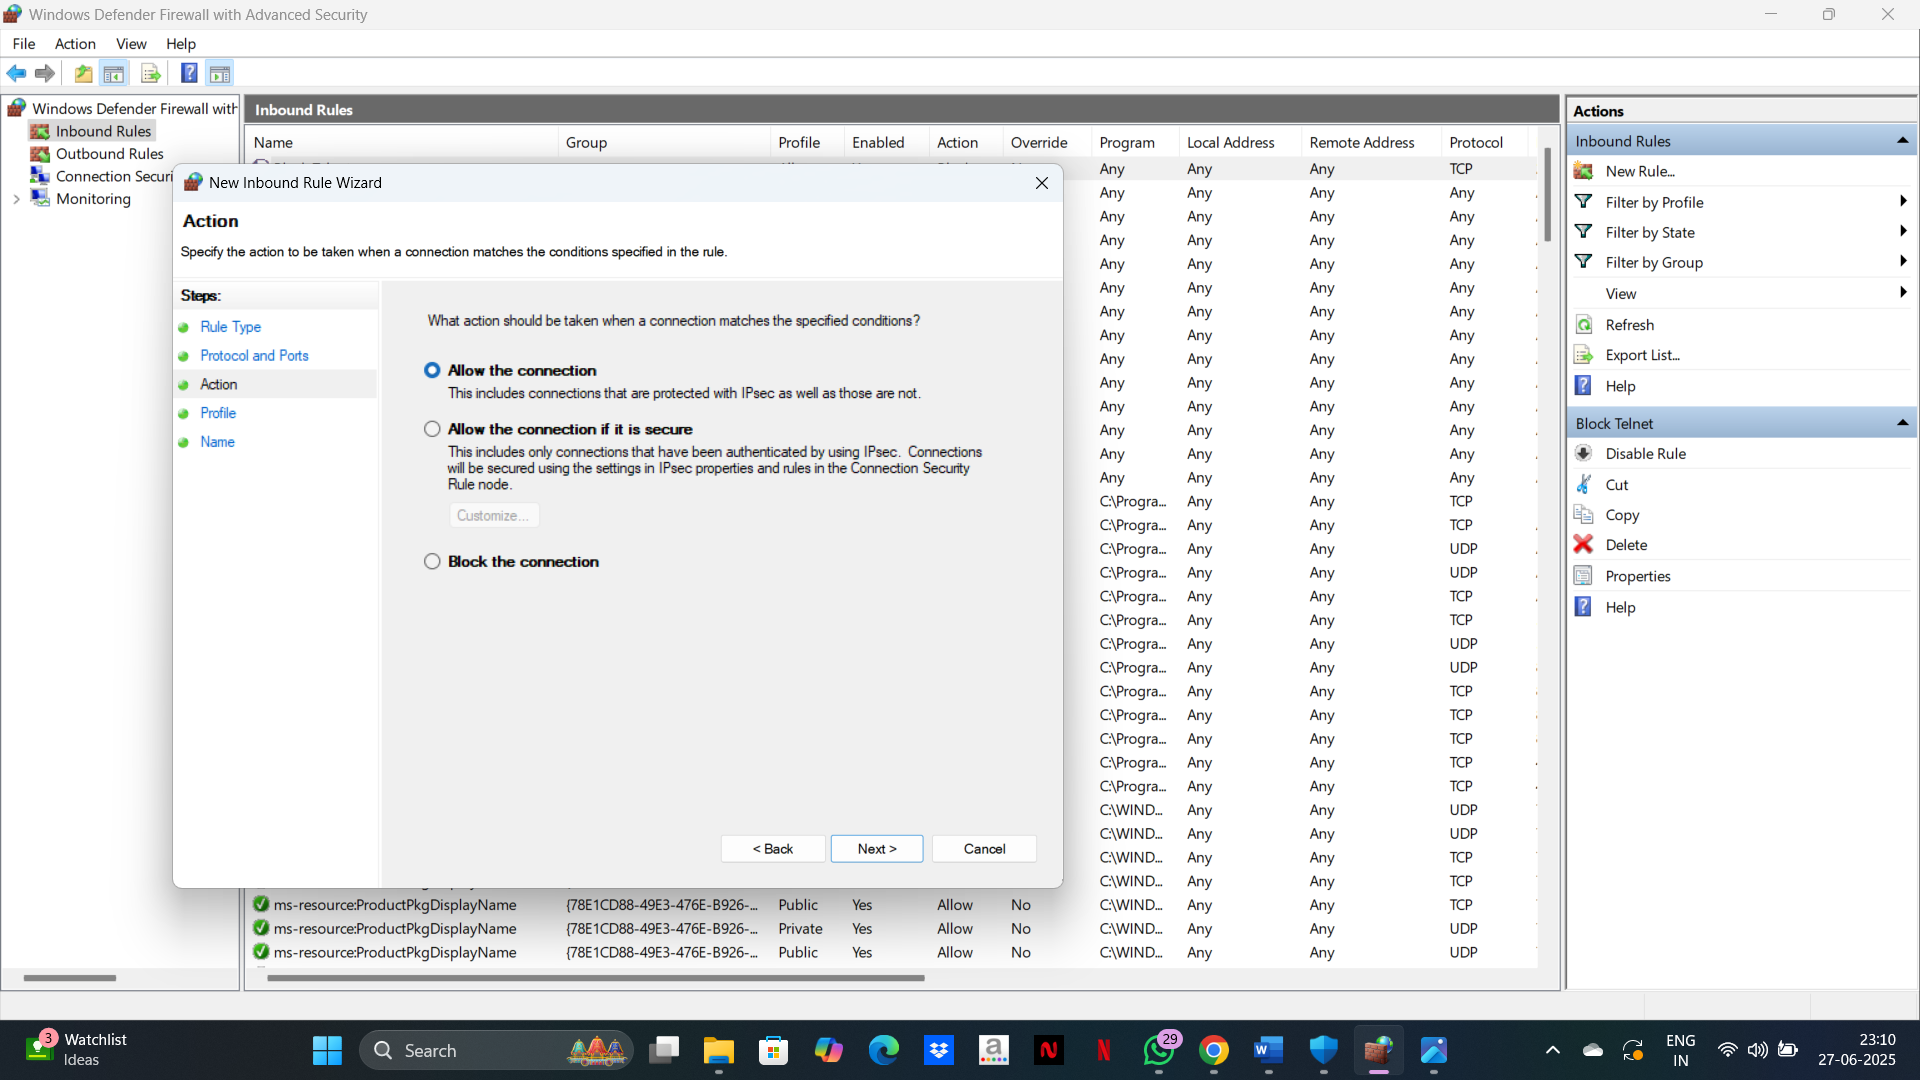 Windows Defender Firewall with Advanced Security
File Action View Help
Windows Defender Firewall with
Inbound Rules
Outbound Rules
Connection Securi
Monitoring
Inbound Rules
Name Group Profile Enabled Action Override Program Local Address Remote Address Protocol
Any Any Any TCP
Any Any Any Any
Any Any Any Any
Any Any Any Any
Any Any Any Any
Any Any Any Any
Any Any Any Any
Any Any Any Any
Any Any Any Any
Any Any Any Any
Any Any Any Any
Any Any Any Any
Any Any Any Any
Any Any Any Any
C:\Progra... Any Any TCP
C:\Progra... Any Any TCP
C:\Progra... Any Any UDP
C:\Progra... Any Any UDP
C:\Progra... Any Any TCP
C:\Progra... Any Any TCP
C:\Progra... Any Any UDP
C:\Progra... Any Any UDP
C:\Progra... Any Any TCP
C:\Progra... Any Any TCP
C:\Progra... Any Any TCP
C:\Progra... Any Any TCP
C:\Progra... Any Any TCP
C:\WIND... Any Any UDP
C:\WIND... Any Any UDP
C:\WIND... Any Any TCP
C:\WIND... Any Any TCP
ms-resource:ProductPkgDisplayName {78E1CD88-49E3-476E-B926-... Public Yes Allow No C:\WIND... Any Any TCP
ms-resource:ProductPkgDisplayName {78E1CD88-49E3-476E-B926-... Private Yes Allow No C:\WIND... Any Any UDP
ms-resource:ProductPkgDisplayName {78E1CD88-49E3-476E-B926-... Public Yes Allow No C:\WIND... Any Any UDP
New Inbound Rule Wizard
Action
Specify the action to be taken when a connection matches the conditions specified in the rule.
Steps:
Rule Type
Protocol and Ports
Action
Profile
Name
What action should be taken when a connection matches the specified conditions?
Allow the connection
This includes connections that are protected with IPsec as well as those are not.
Allow the connection if it is secure
This includes only connections that have been authenticated by using IPsec. Connections
will be secured using the settings in IPsec properties and rules in the Connection Security
Rule node.
Customize...
Block the connection
< Back Next > Cancel
Actions
Inbound Rules
New Rule...
Filter by Profile
Filter by State
Filter by Group
View
Refresh
Export List...
Help
Block Telnet
Disable Rule
Cut
Copy
Delete
Properties
Help
3
Watchlist
Ideas
Search
a
N
N
29
W
ENG
IN
23:10
27-06-2025